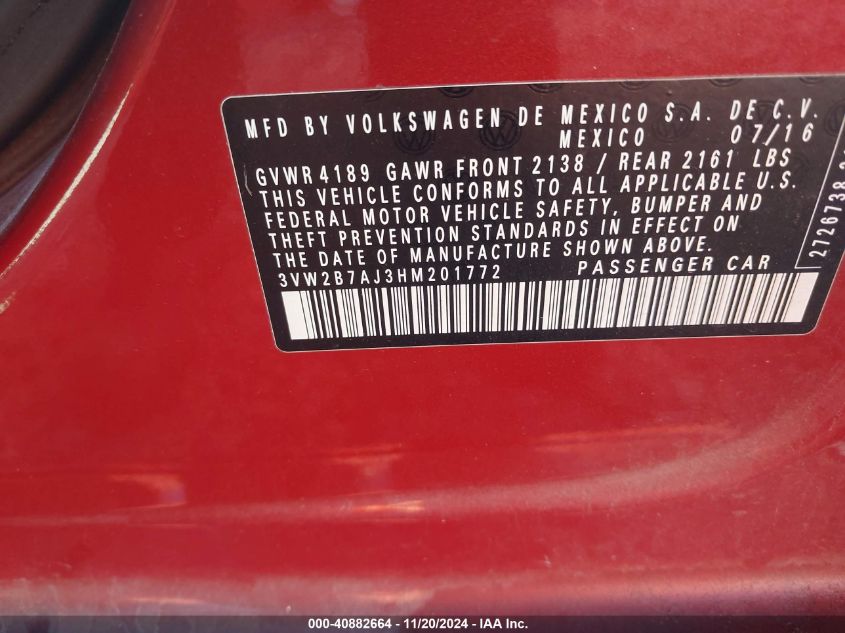 MFD BY VOLKSWAGEN DE MEXICO S.A. DE C.V.
MEXICO 07/16
GVWR 4189 GAWR FRONT 2138 / REAR 2161 LBS
THIS VEHICLE CONFORMS TO ALL APPLICABLE U.S.
FEDERAL MOTOR VEHICLE SAFETY, BUMPER AND
THEFT PREVENTION STANDARDS IN EFFECT ON
THE DATE OF MANUFACTURE SHOWN ABOVE.
3VW2B7AJ3HM201772 PASSENGER CAR
2726738
000-40882664 - 11/20/2024 - IAA Inc.